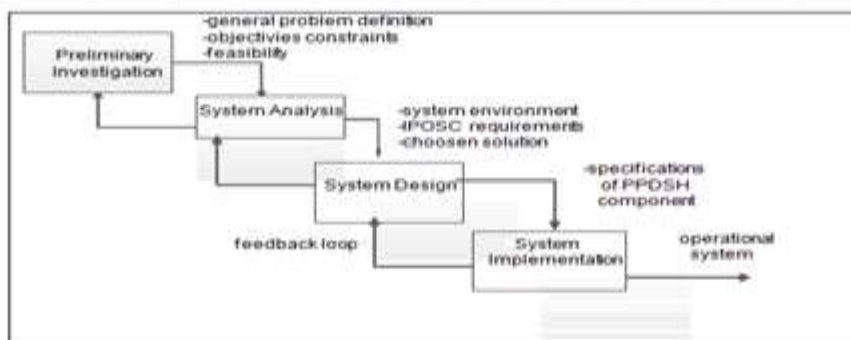 -general problem definition
-objectivies constraints
-feasibility
Preliminary
Investigation
System Analysis
-system environment
-IPOSC requirements
-choosen solution
System Design
-specifications
of PPDSH
component
feedback loop
System
Implementation
operational
system